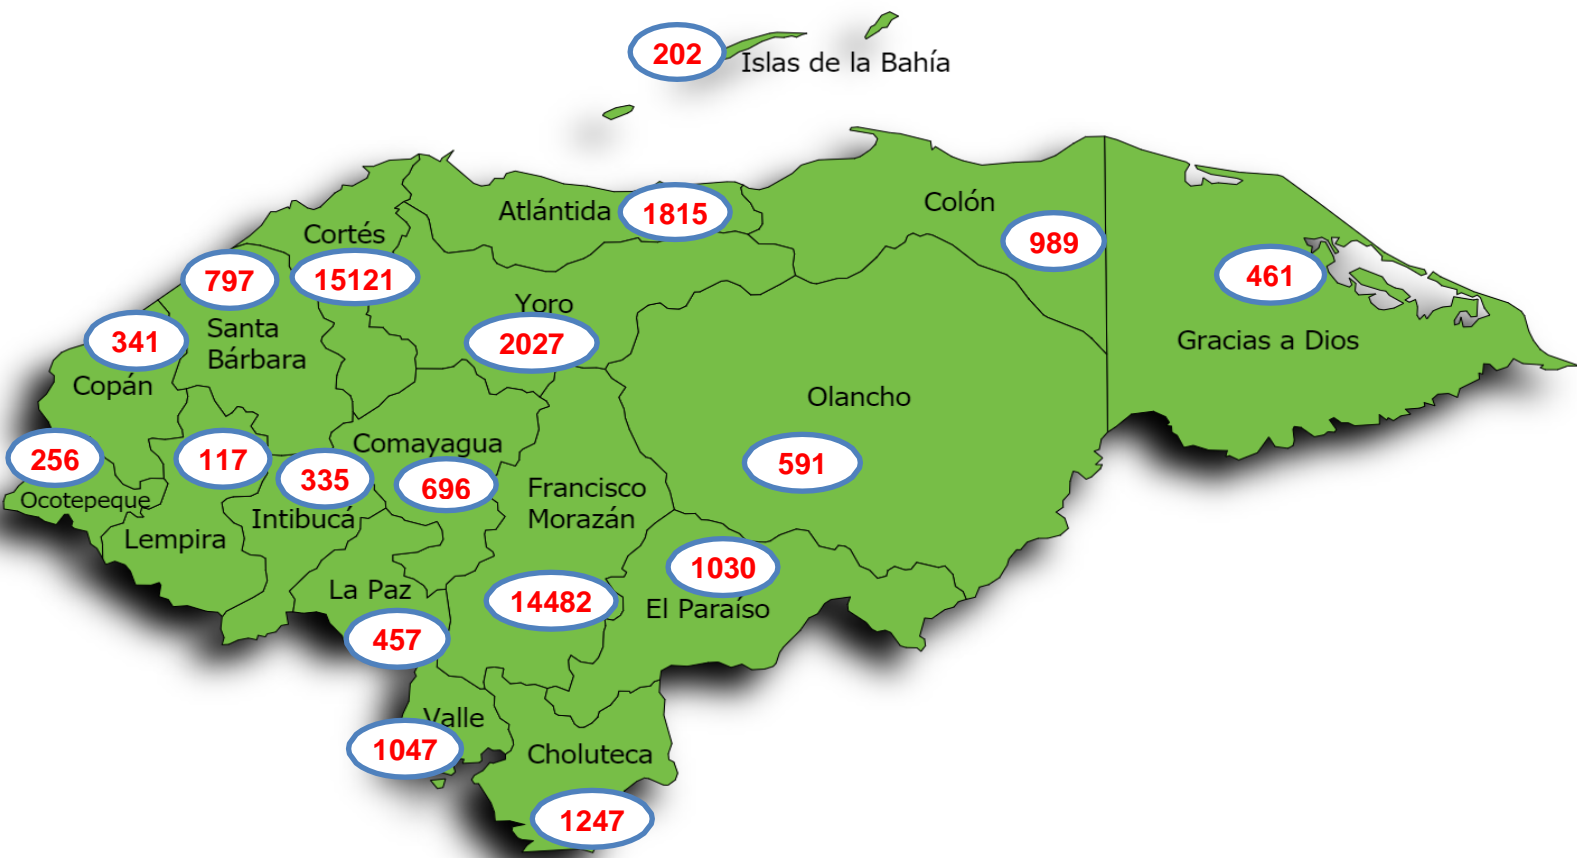 202
Islas de la Bahía
Atlántida
1815
Colón
989
Cortés
15121
797
Santa
Bárbara
461
Gracias a Dios
Yoro
2027
341
Copán
Olancho
591
256
Ocotepeque
117
Lempira
335
Intibucá
Comayagua
696
Francisco
Morazán
14482
1030
El Paraíso
La Paz
457
Valle
1047
Choluteca
1247